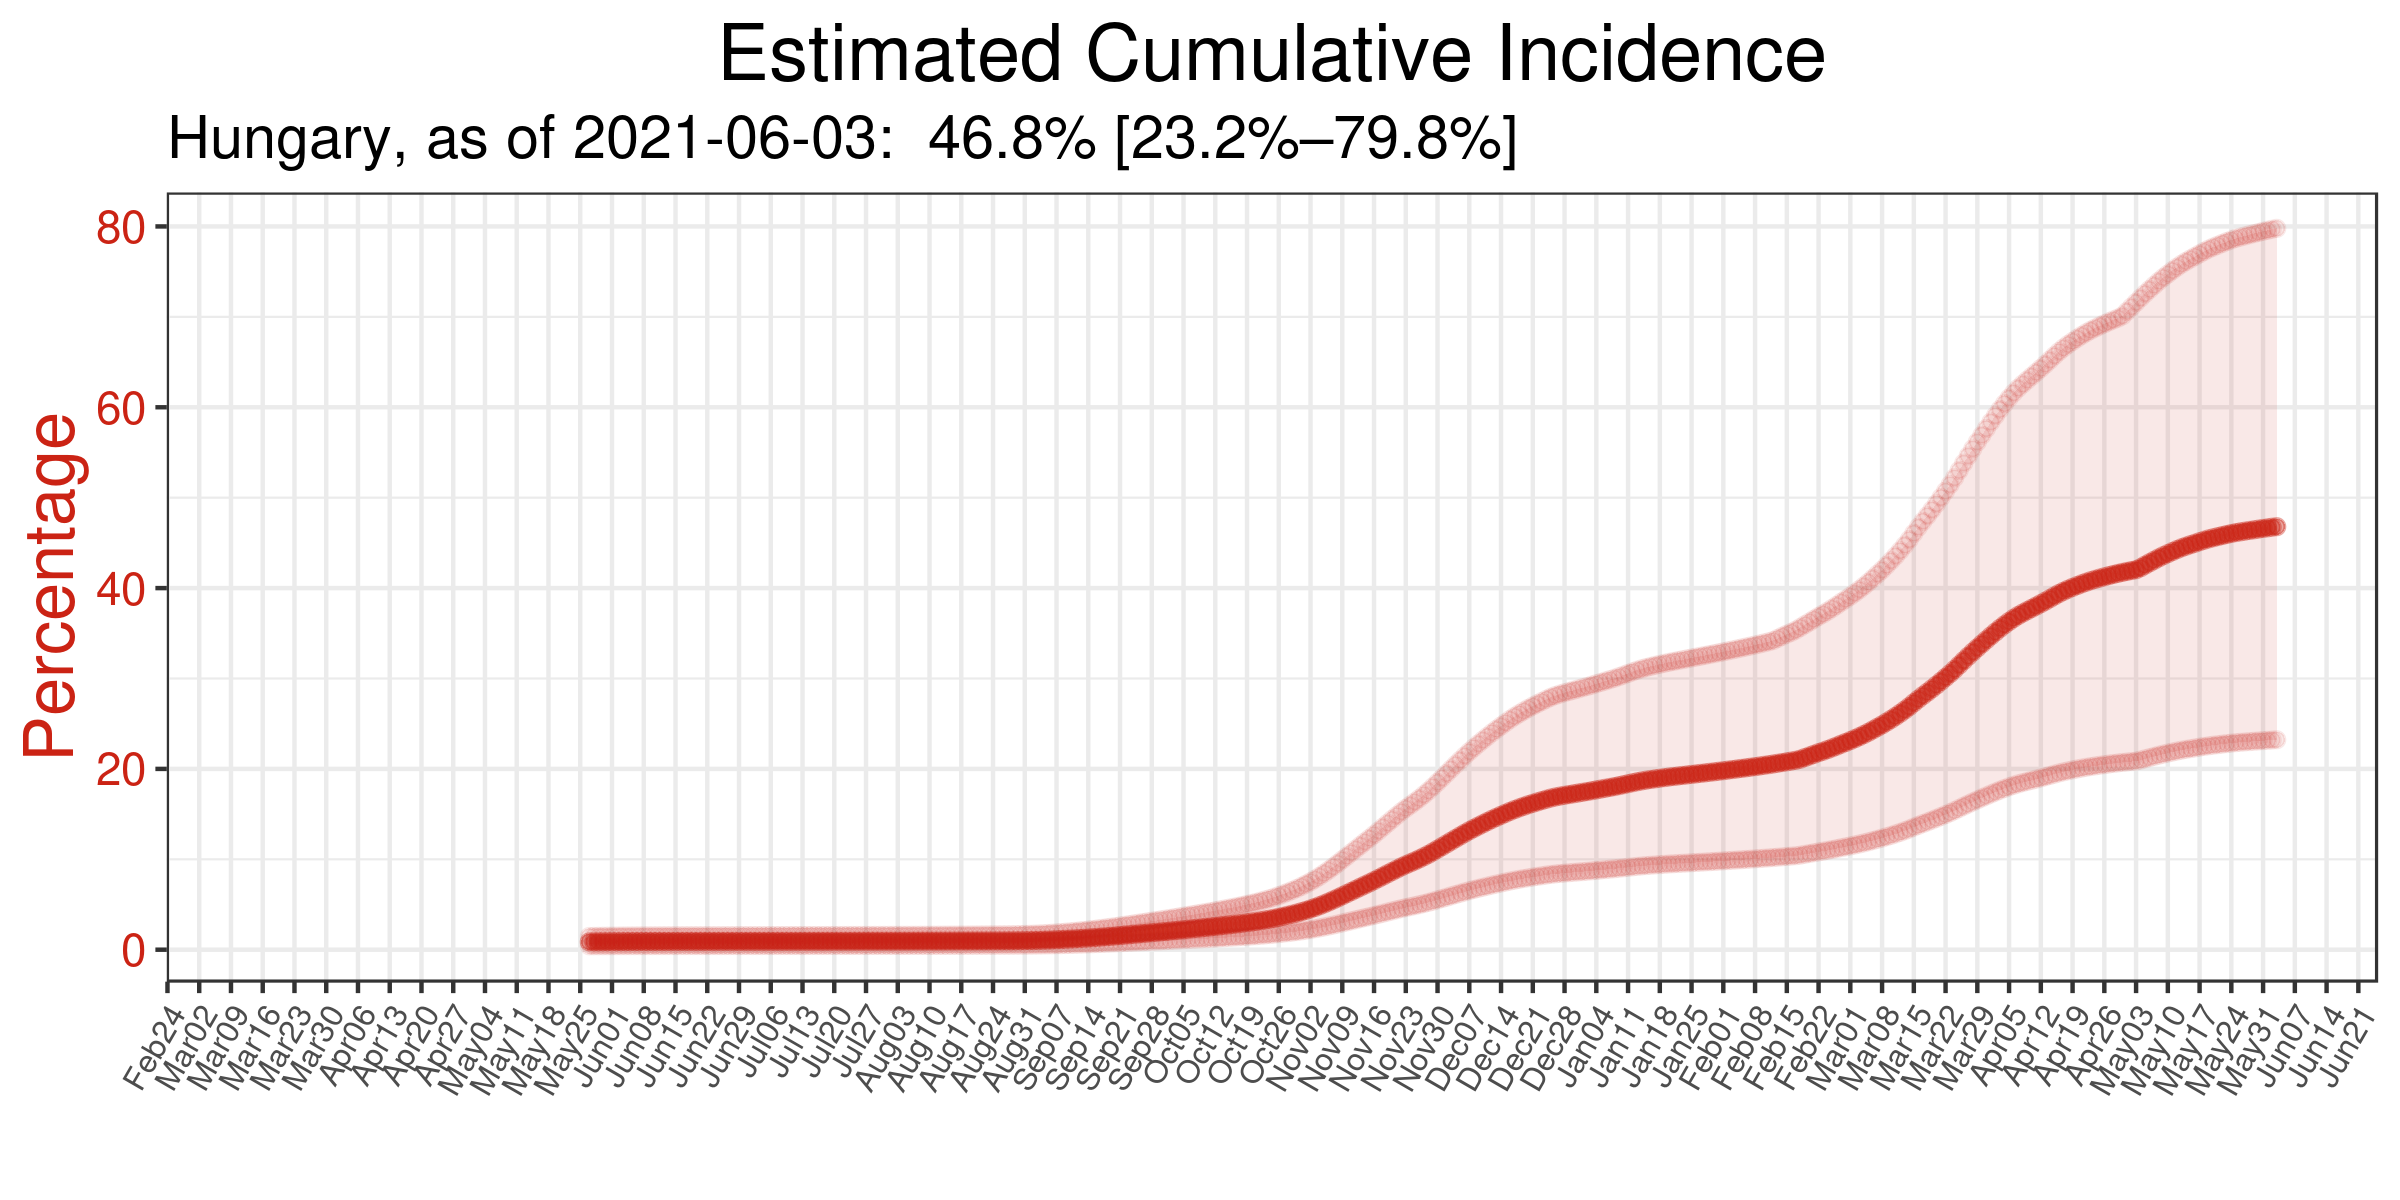 Estimated Cumulative Incidence
Hungary, as of 2021-06-03:  46.8% [23.2%–79.8%]
Percentage
80
60
40
20
0
Feb24 Mar02 Mar09 Mar16 Mar23 Mar30 Apr06 Apr13 Apr20 Apr27 May04 May11 May18 May25 Jun01 Jun08 Jun15 Jun22 Jun29 Jul06 Jul13 Jul20 Jul27 Aug03 Aug10 Aug17 Aug24 Aug31 Sep07 Sep14 Sep21 Sep28 Oct05 Oct12 Oct19 Oct26 Nov02 Nov09 Nov16 Nov23 Nov30 Dec07 Dec14 Dec21 Dec28 Jan04 Jan11 Jan18 Jan25 Feb01 Feb08 Feb15 Feb22 Mar01 Mar08 Mar15 Mar22 Mar29 Apr05 Apr12 Apr19 Apr26 May03 May10 May17 May24 May31 Jun07 Jun14 Jun21